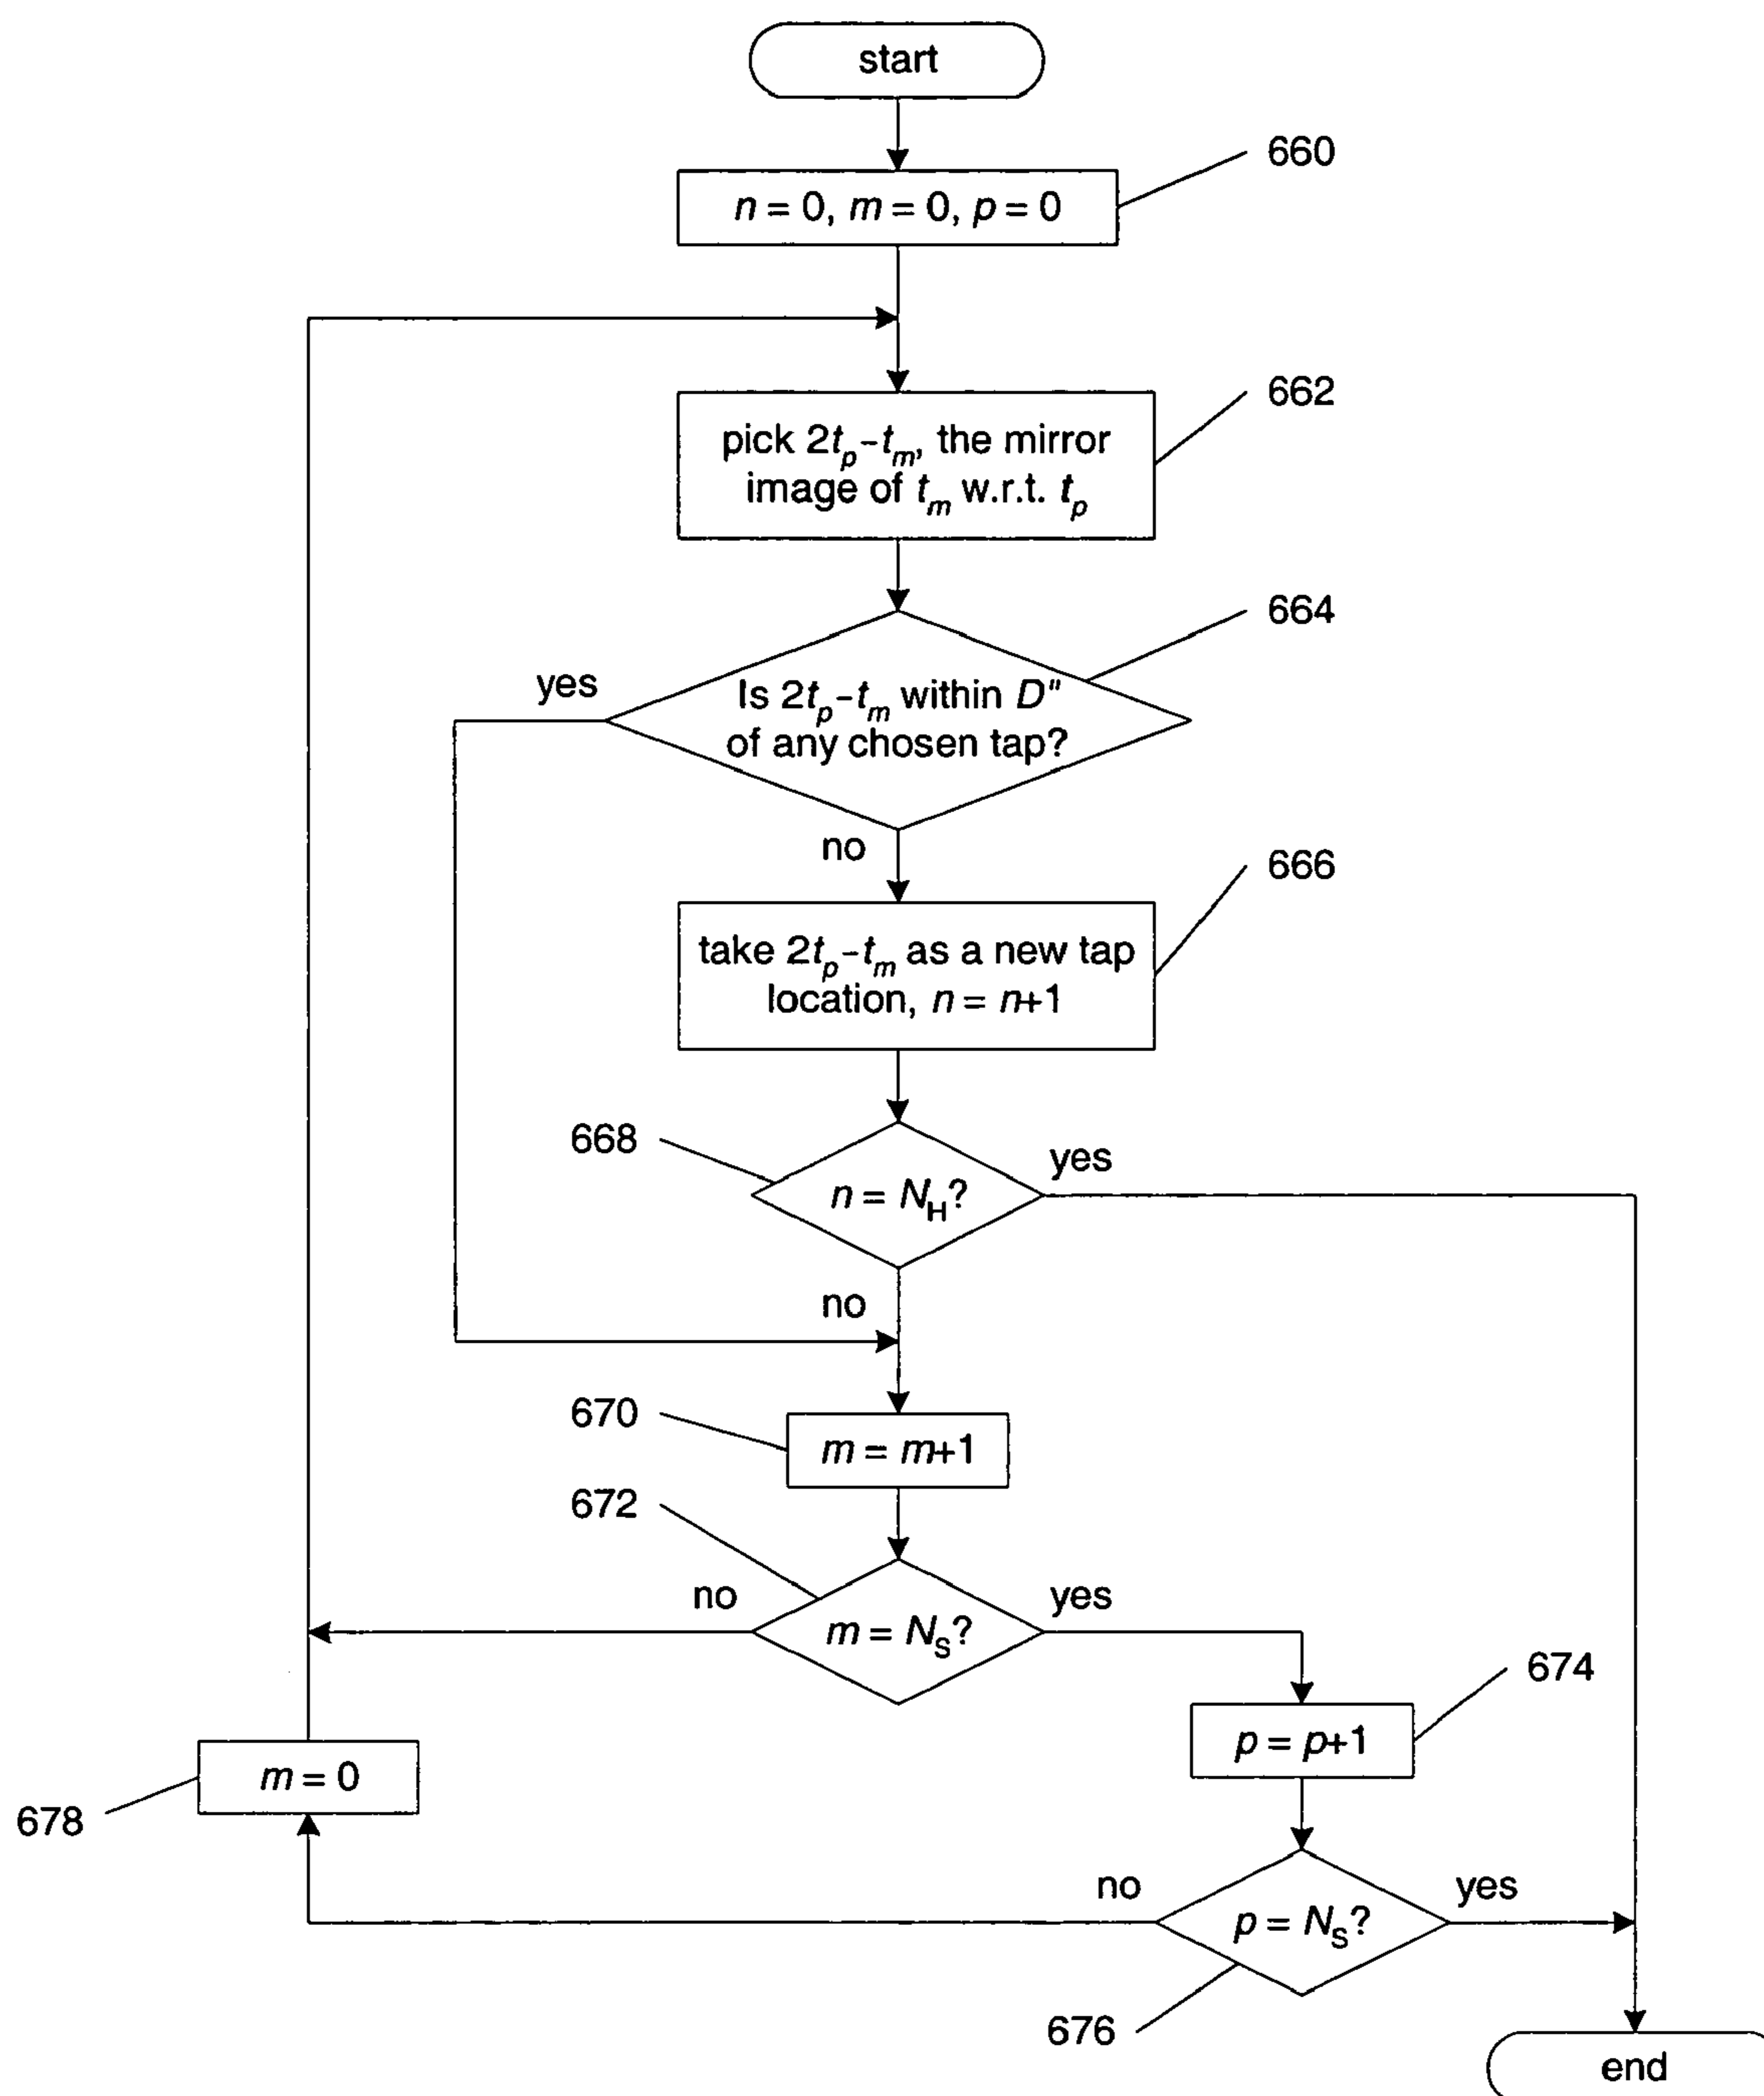 start
660
n = 0, m = 0, p = 0
662
pick 2tp-tm, the mirror
image of tm w.r.t. tp
664
yes
Is 2tp-tm within D"
of any chosen tap?
no
666
take 2tp-tm as a new tap
location, n = n+1
668
yes
n = NH?
no
670
m = m+1
672
no
yes
m = NS?
674
p = p+1
m = 0
678
no
yes
p = NS?
676
end